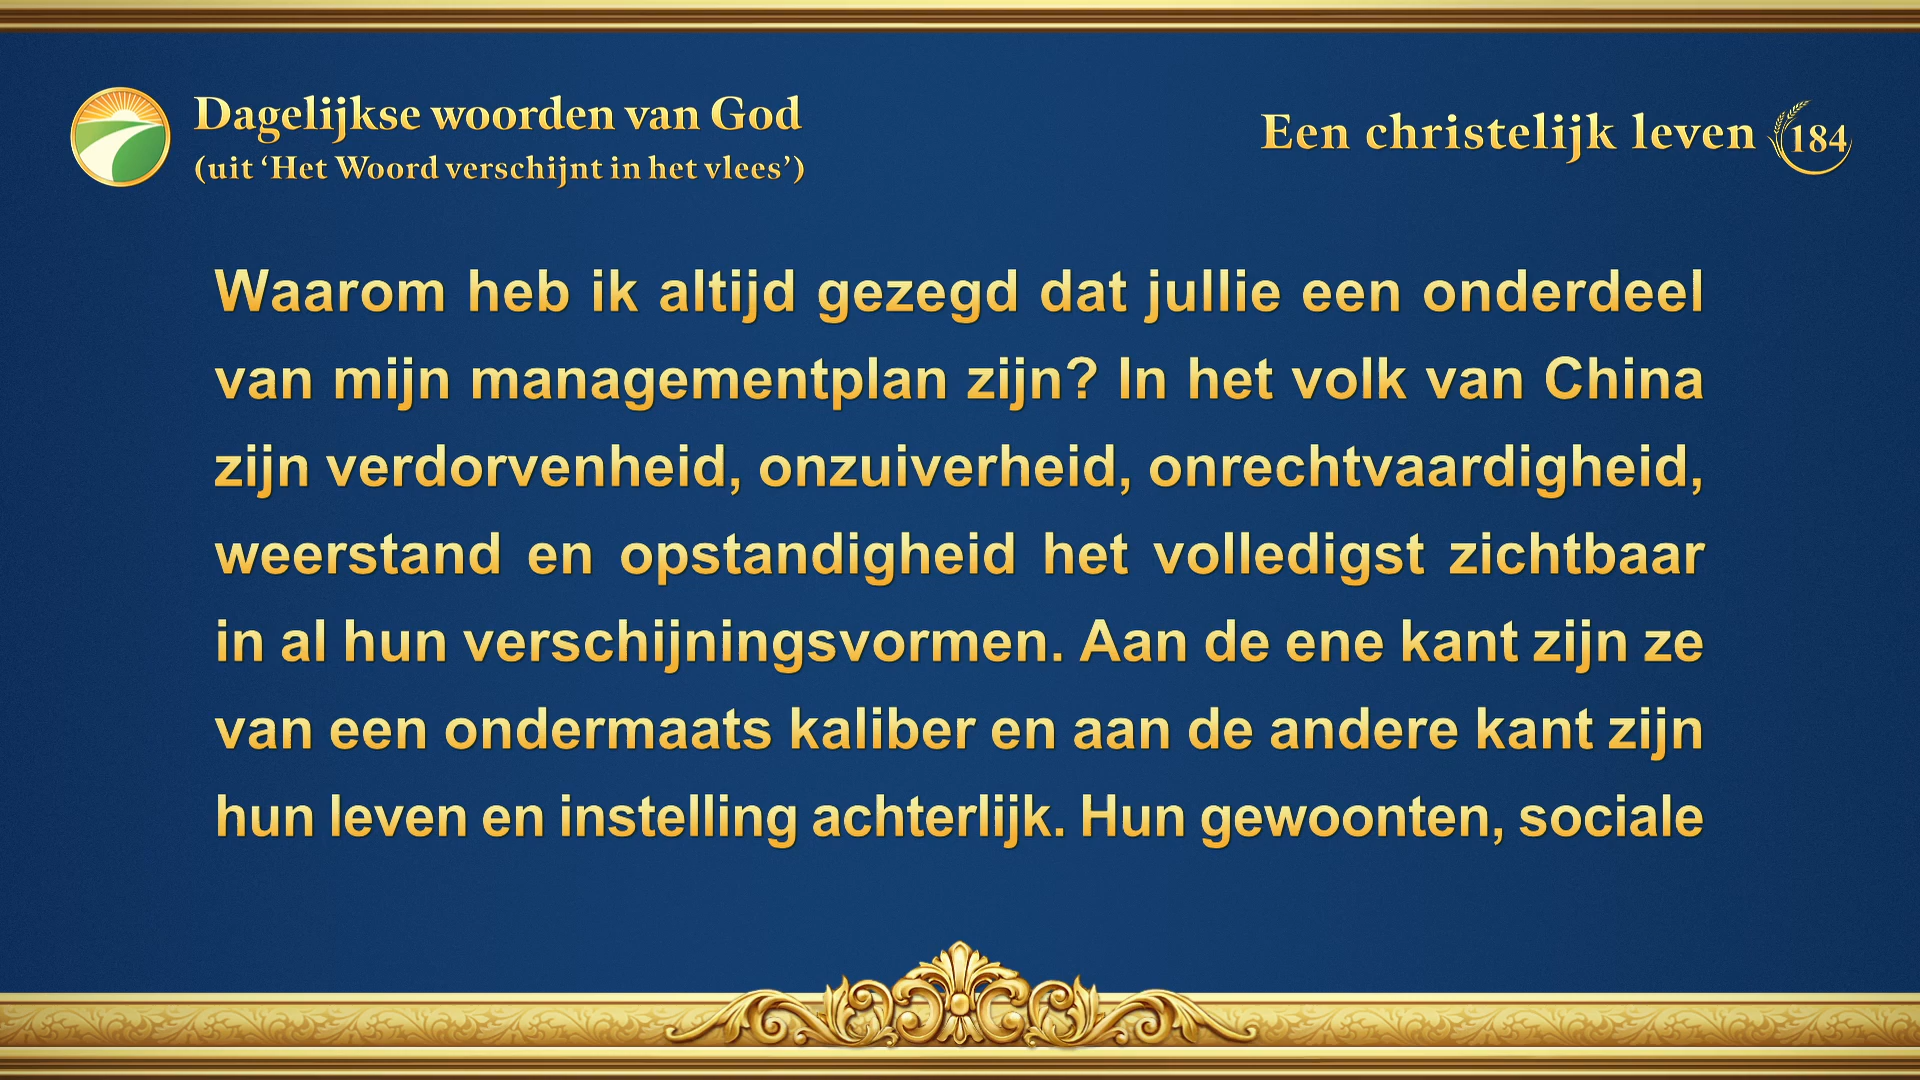 Dagelijkse woorden van God
(uit ‘Het Woord verschijnt in het vlees’)
Een christelijk leven 184
Waarom heb ik altijd gezegd dat jullie een onderdeel
van mijn managementplan zijn? In het volk van China
zijn verdorvenheid, onzuiverheid, onrechtvaardigheid,
weerstand en opstandigheid het volledigst zichtbaar
in al hun verschijningsvormen. Aan de ene kant zijn ze
van een ondermaats kaliber en aan de andere kant zijn
hun leven en instelling achterlijk. Hun gewoonten, sociale